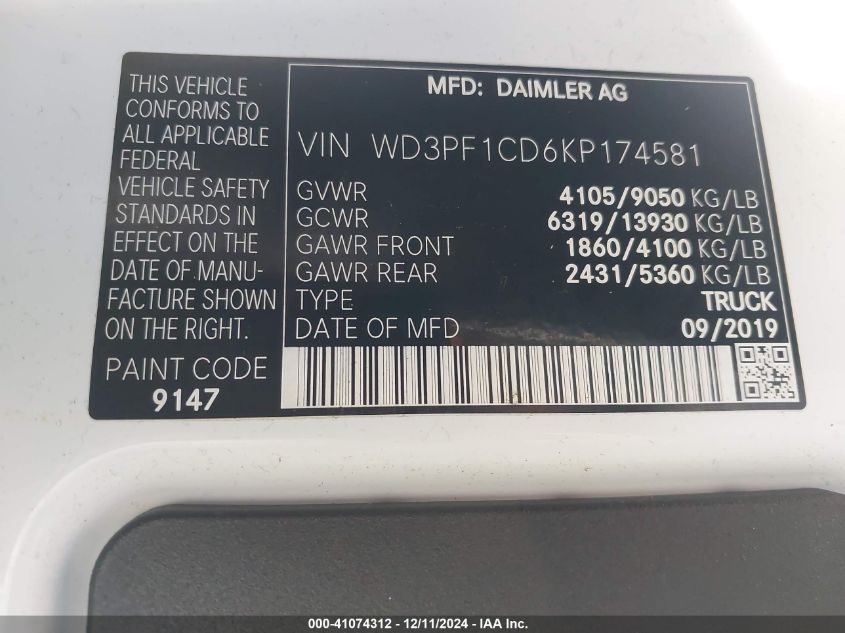 MFD: DAIMLER AG
THIS VEHICLE
CONFORMS TO
ALL APPLICABLE
FEDERAL
VEHICLE SAFETY
STANDARDS IN
EFFECT ON THE
DATE OF MANU-
FACTURE SHOWN
ON THE RIGHT.
PAINT CODE
9147
VIN WD3PF1CD6KP174581
GVWR 4105/9050 KG/LB
GCWR 6319/13930 KG/LB
GAWR FRONT 1860/4100 KG/LB
GAWR REAR 2431/5360 KG/LB
TYPE TRUCK
DATE OF MFD 09/2019
000-41074312 - 12/11/2024 - IAA Inc.